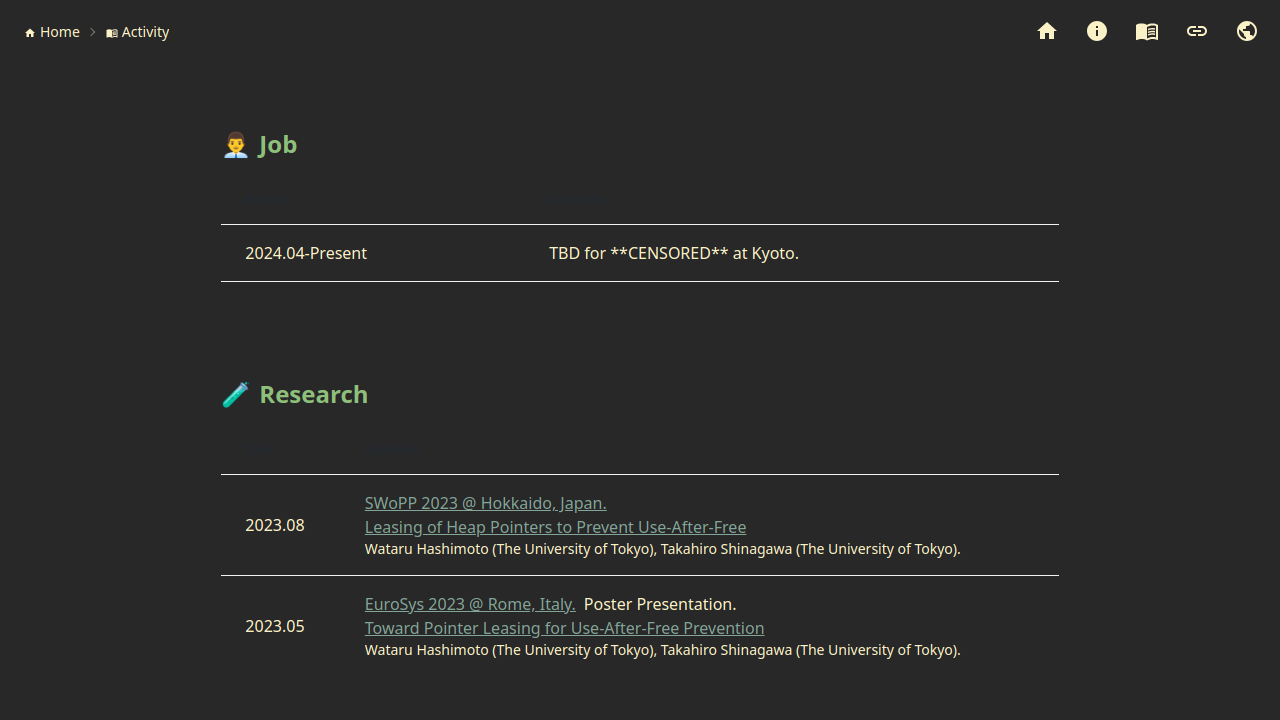 Home > Activity
Job
2024.04-Present TBD for **CENSORED** at Kyoto.
Research
2023.08
SWoPP 2023 @ Hokkaido, Japan.
Leasing of Heap Pointers to Prevent Use-After-Free
Wataru Hashimoto (The University of Tokyo), Takahiro Shinagawa (The University of Tokyo).
2023.05
EuroSys 2023 @ Rome, Italy. Poster Presentation.
Toward Pointer Leasing for Use-After-Free Prevention
Wataru Hashimoto (The University of Tokyo), Takahiro Shinagawa (The University of Tokyo).